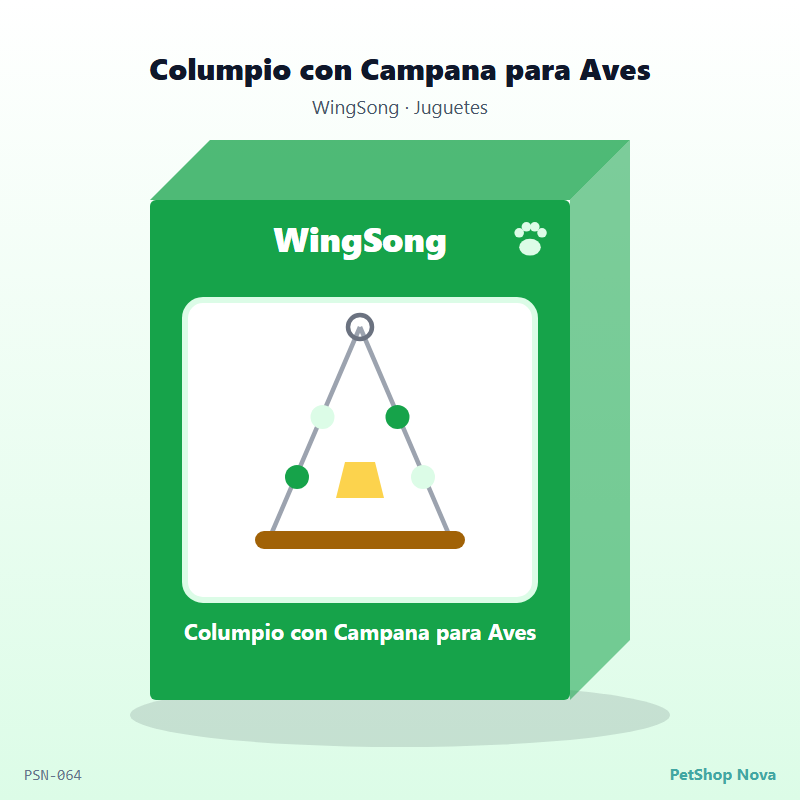 Columpio con Campana para Aves
WingSong · Juguetes
WingSong
Columpio con Campana para Aves
PSN-064
PetShop Nova